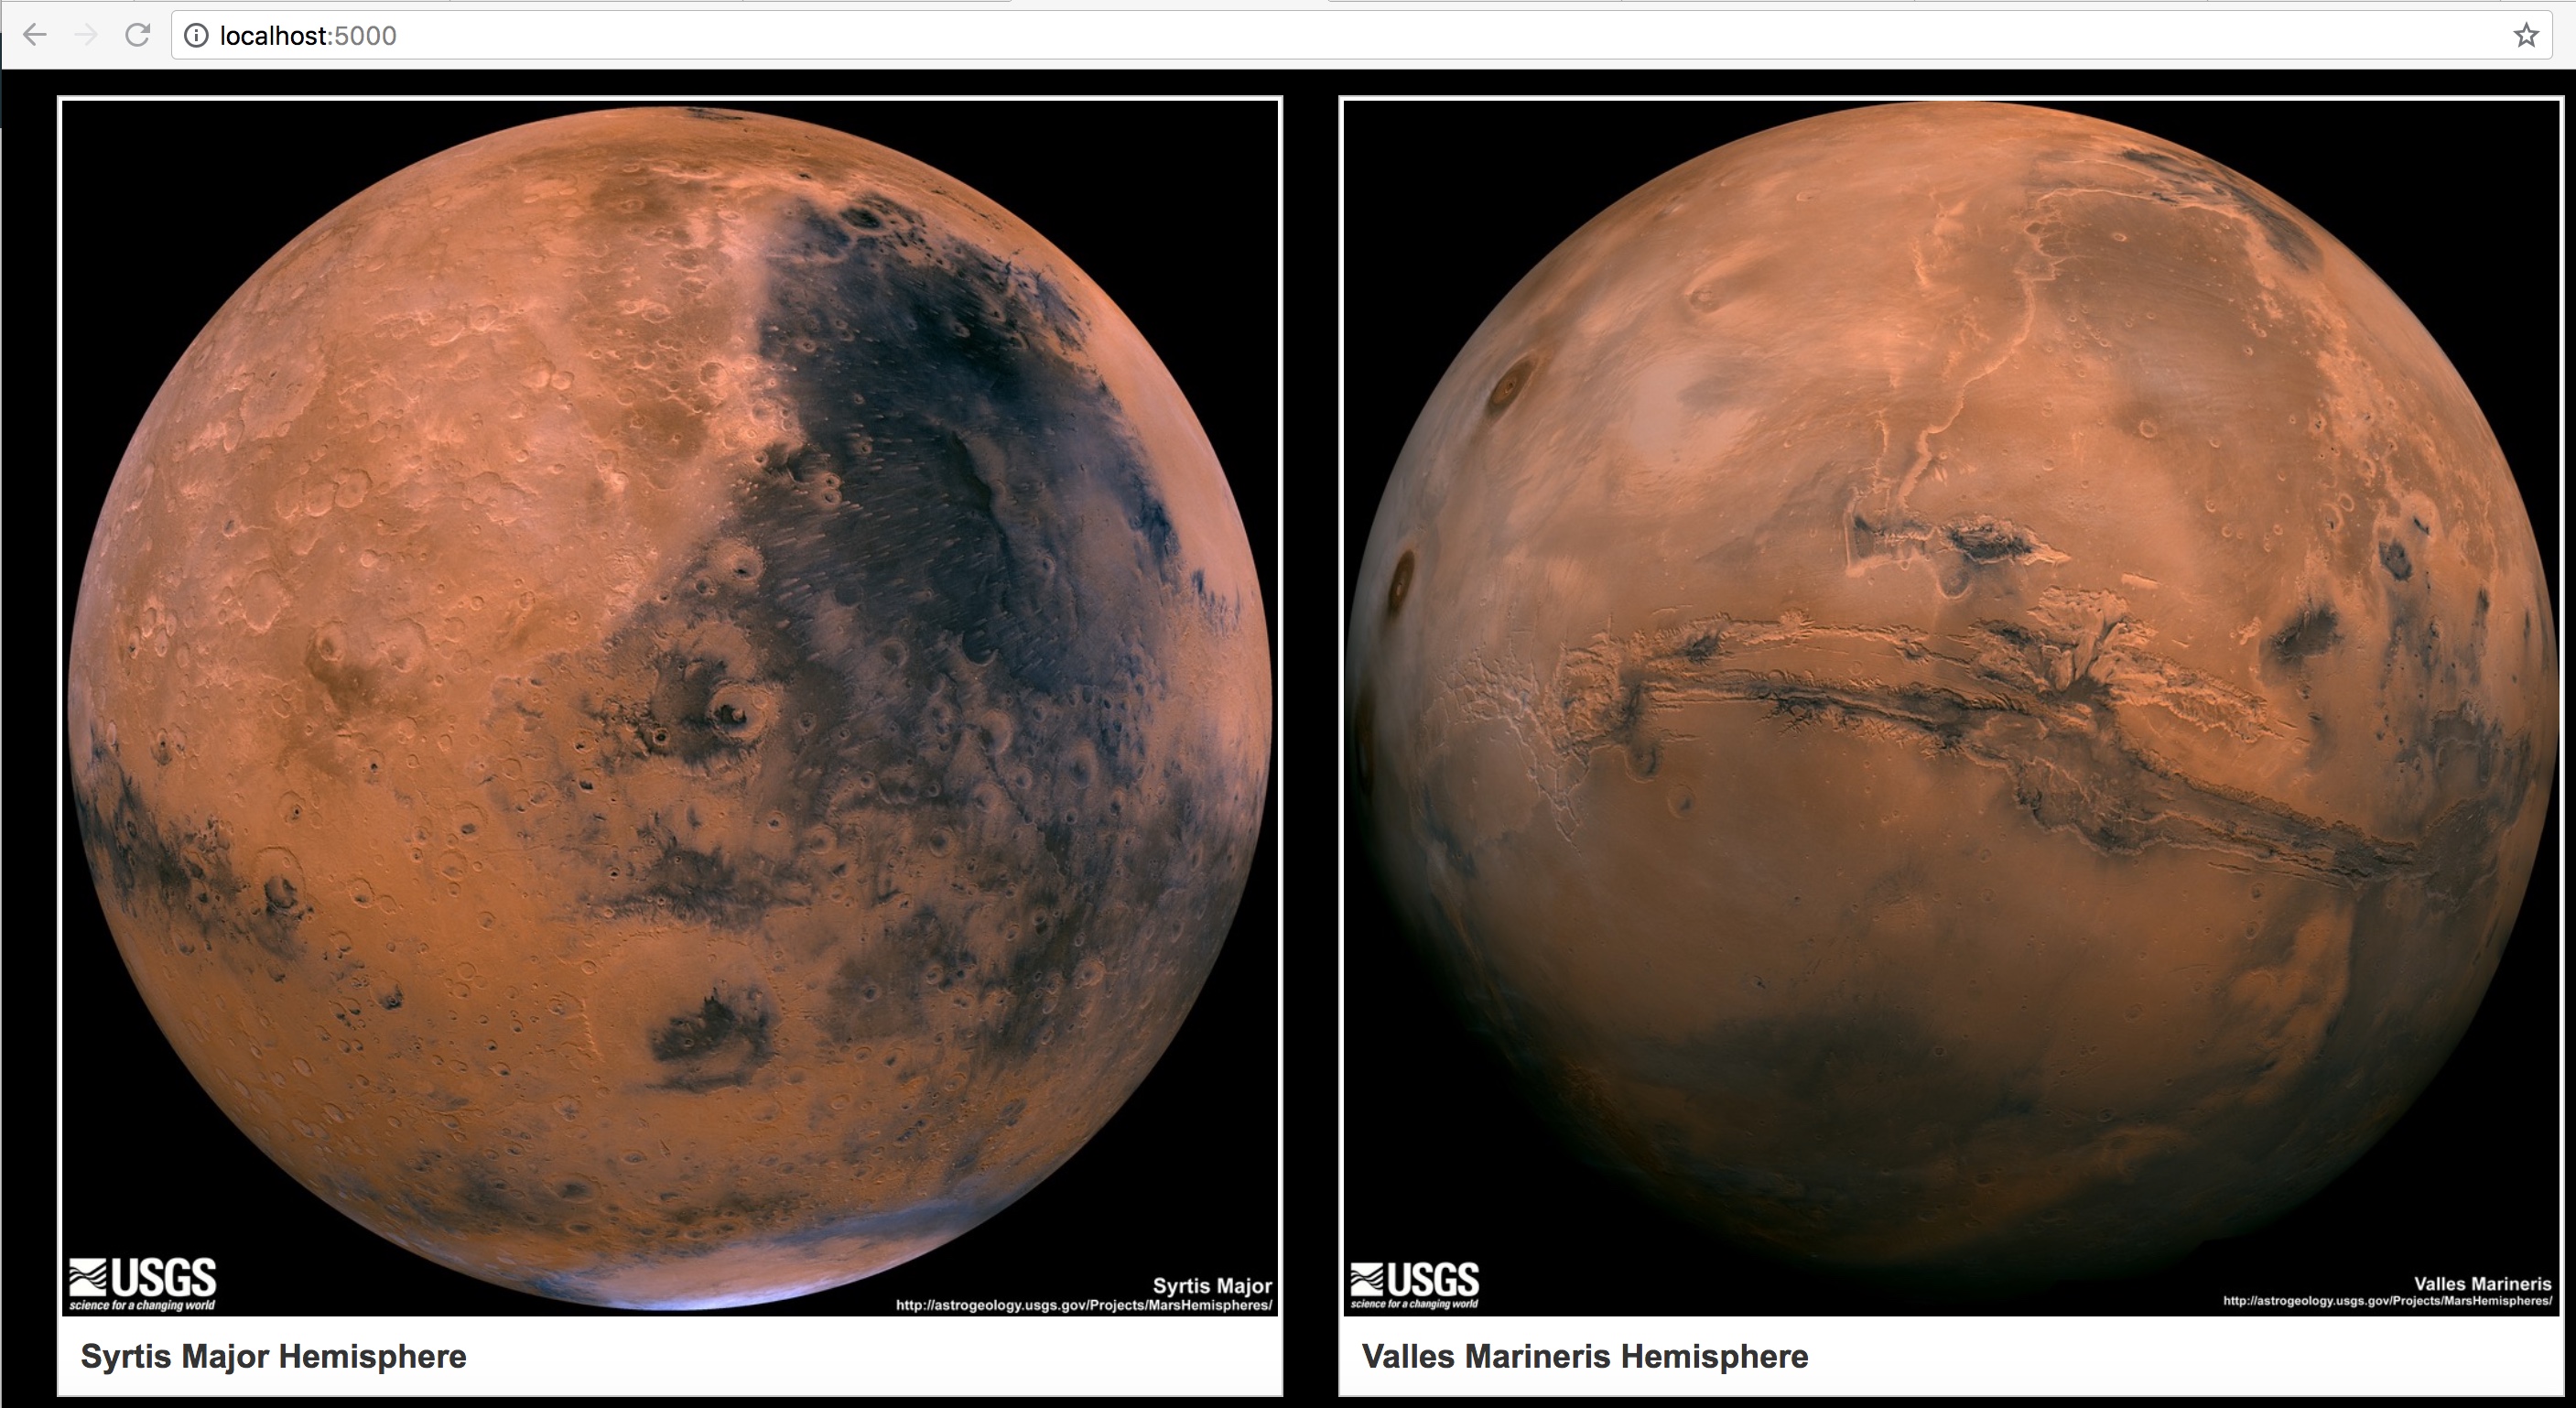 localhost:5000
USGS
science for a changing world
Syrtis Major
http://astrogeology.usgs.gov/Projects/MarsHemispheres/
Syrtis Major Hemisphere
USGS
science for a changing world
Valles Marineris
http://astrogeology.usgs.gov/Projects/MarsHemispheres/
Valles Marineris Hemisphere